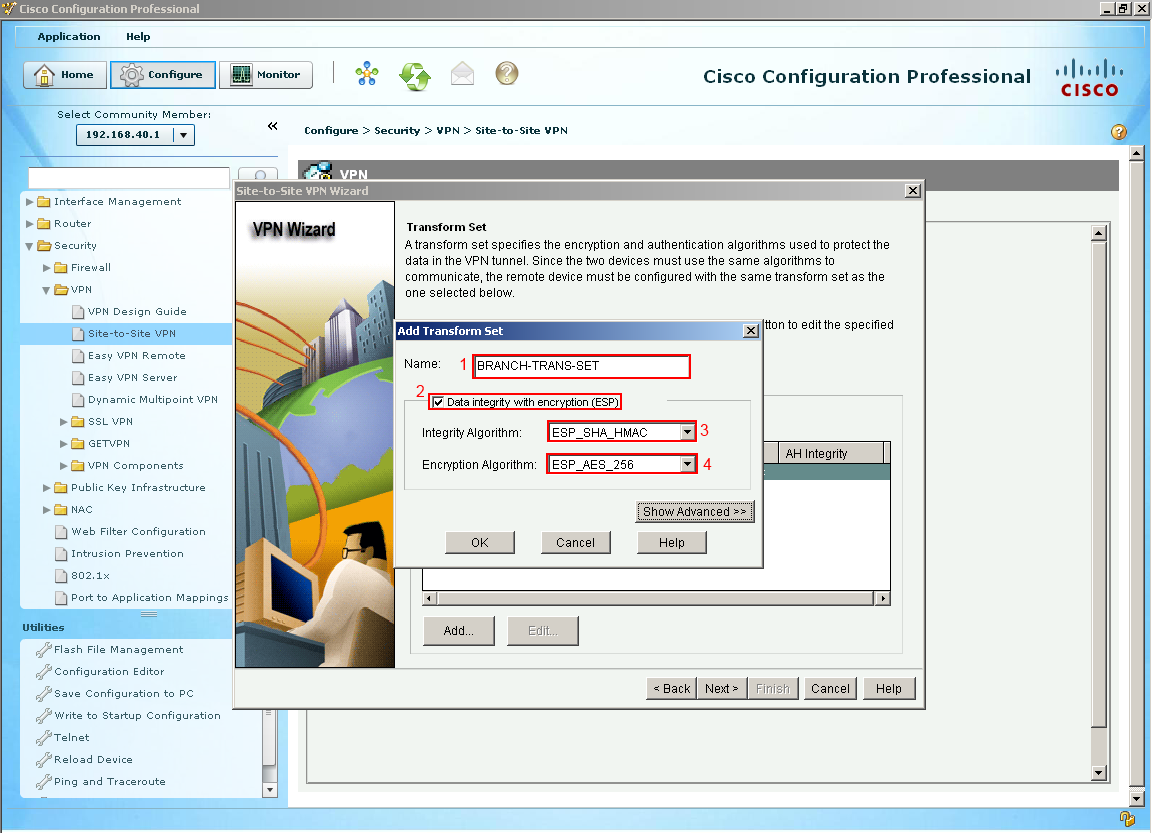 Cisco Configuration Professional
Application Help
Home Configure Monitor
Cisco Configuration Professional
CISCO
Select Community Member:
192.168.40.1
«
Configure > Security > VPN > Site-to-Site VPN
Interface Management
Router
Security
Firewall
VPN
VPN Design Guide
Site-to-Site VPN
Easy VPN Remote
Easy VPN Server
Dynamic Multipoint VPN
SSL VPN
GETVPN
VPN Components
Public Key Infrastructure
NAC
Web Filter Configuration
Intrusion Prevention
802.1x
Port to Application Mappings
Utilities
Flash File Management
Configuration Editor
Save Configuration to PC
Write to Startup Configuration
Telnet
Reload Device
Ping and Traceroute
VPN
Site-to-Site VPN Wizard
VPN Wizard
Transform Set
A transform set specifies the encryption and authentication algorithms used to protect the
data in the VPN tunnel. Since the two devices must use the same algorithms to
communicate, the remote device must be configured with the same transform set as the
one selected below.
to edit the specified
Add Transform Set
Name: 1 BRANCH-TRANS-SET
2 Data integrity with encryption (ESP)
Integrity Algorithm: ESP_SHA_HMAC 3
Encryption Algorithm: ESP_AES_256 4
Show Advanced >>
OK Cancel Help
AH Integrity
Add... Edit...
< Back Next > Finish Cancel Help